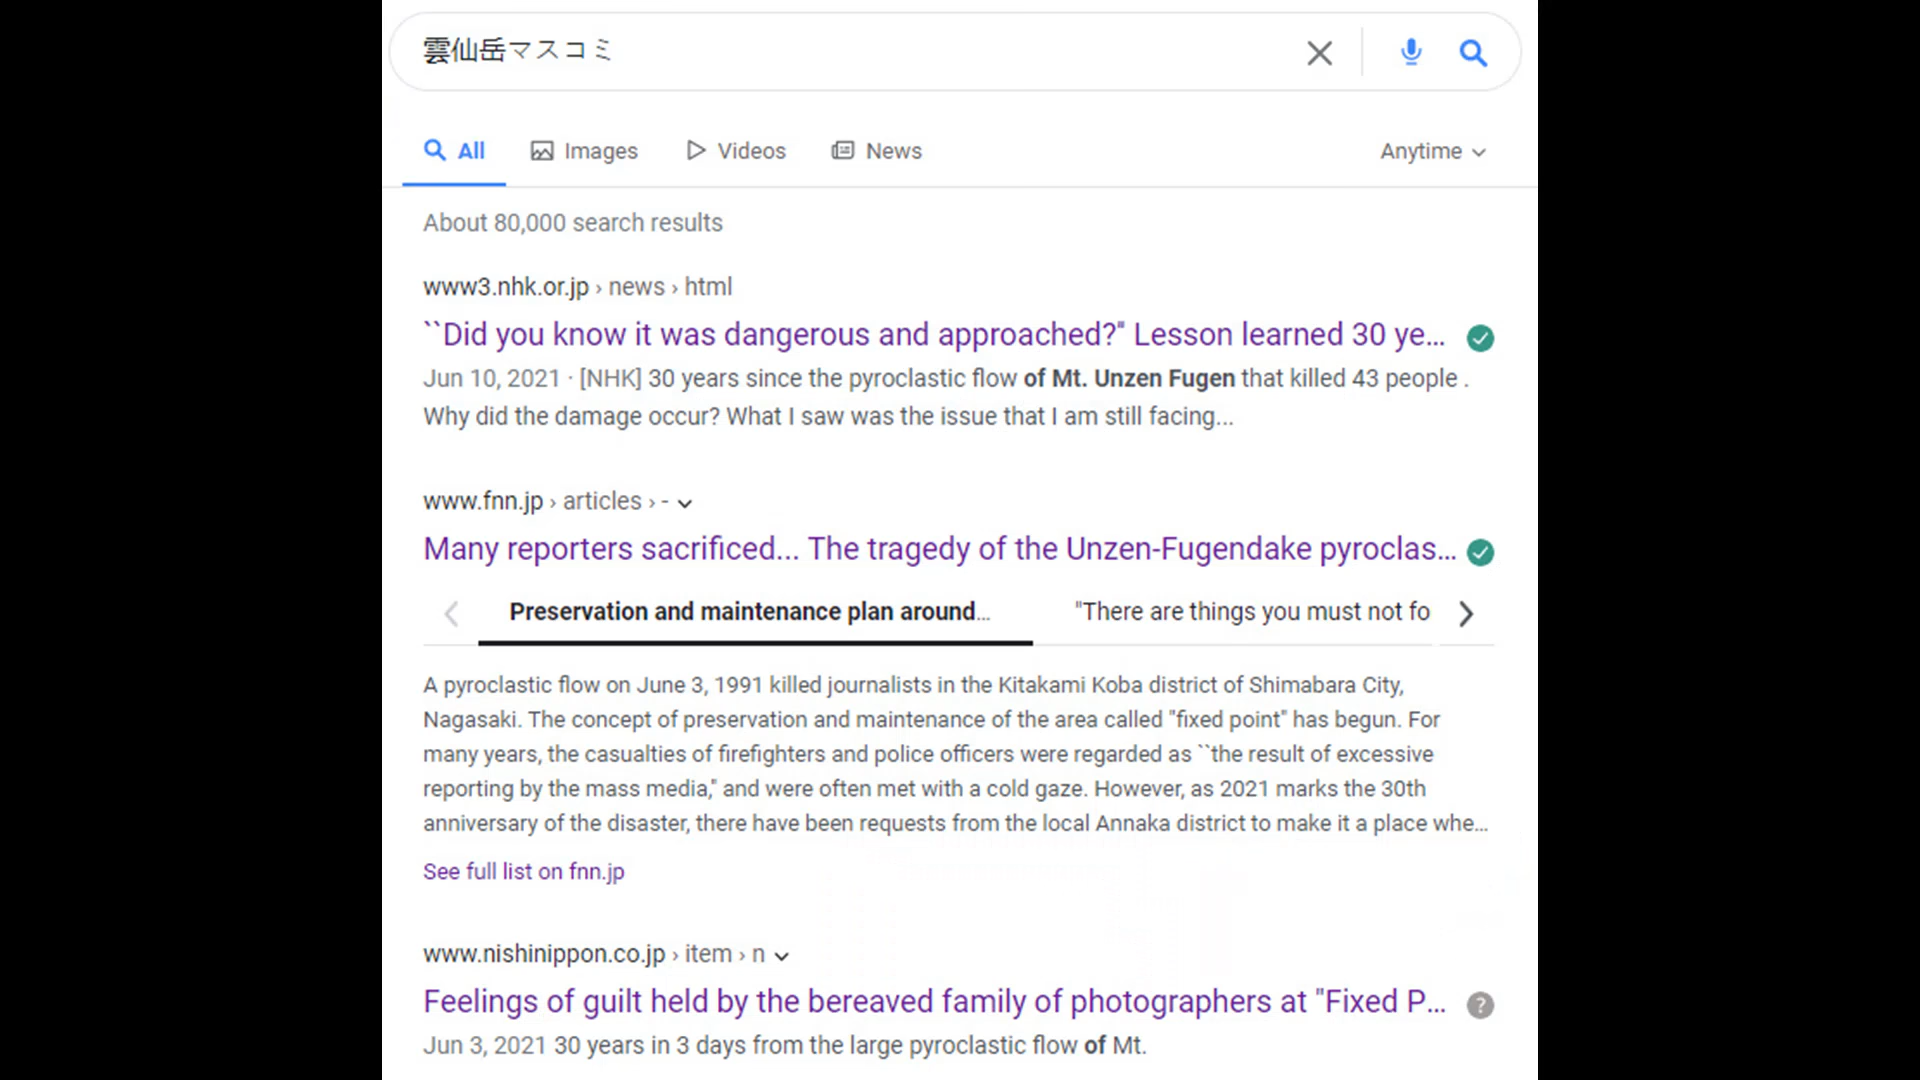 雲仙岳マスコミ
All Images Videos News Anytime
About 80,000 search results
www3.nhk.or.jp › news › html
``Did you know it was dangerous and approached?" Lesson learned 30 ye...
Jun 10, 2021 · [NHK] 30 years since the pyroclastic flow of Mt. Unzen Fugen that killed 43 people .
Why did the damage occur? What I saw was the issue that I am still facing...
www.fnn.jp › articles › -
Many reporters sacrificed... The tragedy of the Unzen-Fugendake pyroclas...
Preservation and maintenance plan around... "There are things you must not fo
A pyroclastic flow on June 3, 1991 killed journalists in the Kitakami Koba district of Shimabara City,
Nagasaki. The concept of preservation and maintenance of the area called "fixed point" has begun. For
many years, the casualties of firefighters and police officers were regarded as ``the result of excessive
reporting by the mass media," and were often met with a cold gaze. However, as 2021 marks the 30th
anniversary of the disaster, there have been requests from the local Annaka district to make it a place whe...
See full list on fnn.jp
www.nishinippon.co.jp › item › n
Feelings of guilt held by the bereaved family of photographers at "Fixed P...
Jun 3, 2021 30 years in 3 days from the large pyroclastic flow of Mt.